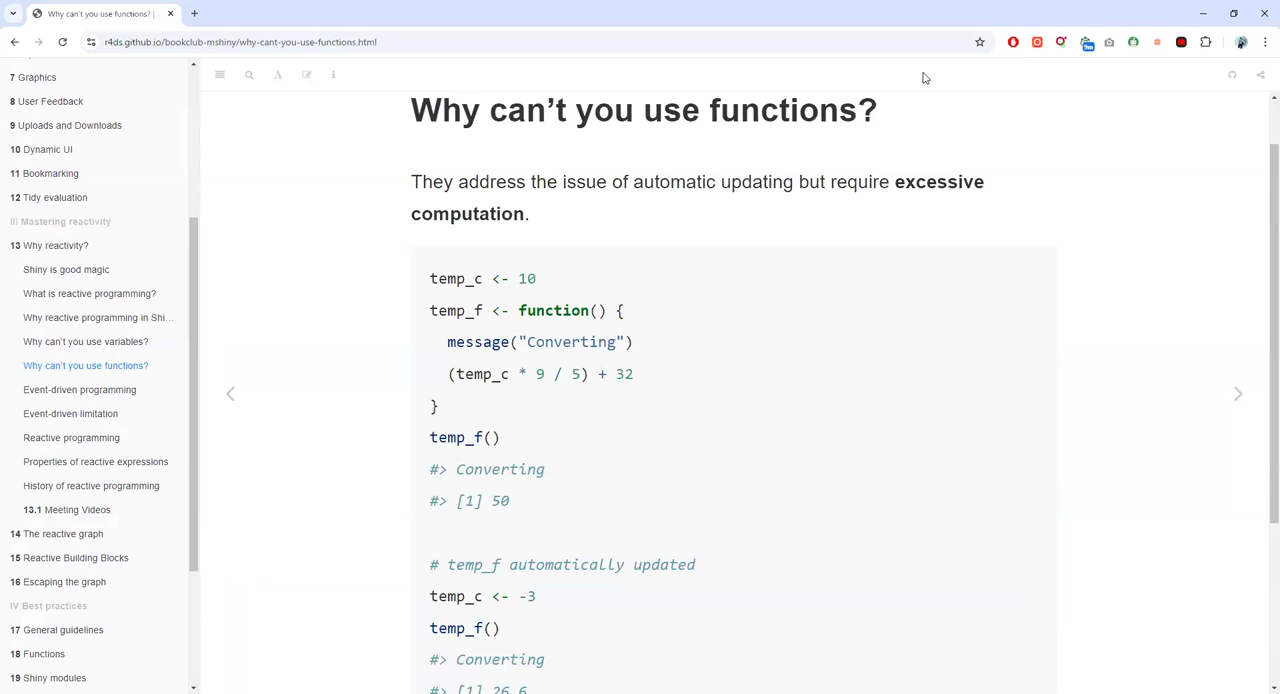 Why can't you use functions? |
r4ds.github.io/bookclub-mshiny/why-cant-you-use-functions.html
7 Graphics
8 User Feedback
9 Uploads and Downloads
10 Dynamic UI
11 Bookmarking
12 Tidy evaluation
III Mastering reactivity
13 Why reactivity?
Shiny is good magic
What is reactive programming?
Why reactive programming in Shi...
Why can't you use variables?
Why can't you use functions?
Event-driven programming
Event-driven limitation
Reactive programming
Properties of reactive expressions
History of reactive programming
13.1 Meeting Videos
14 The reactive graph
15 Reactive Building Blocks
16 Escaping the graph
IV Best practices
17 General guidelines
18 Functions
19 Shiny modules
Why can't you use functions?
They address the issue of automatic updating but require excessive
computation.
temp_c <- 10
temp_f <- function() {
message("Converting")
(temp_c * 9 / 5) + 32
}
temp_f()
#> Converting
#> [1] 50
# temp_f automatically updated
temp_c <- -3
temp_f()
#> Converting
#> [1] 26.6